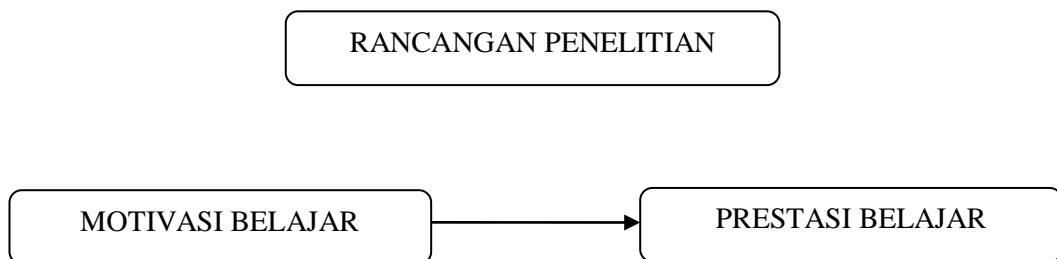 RANCANGAN PENELITIAN
MOTIVASI BELAJAR
PRESTASI BELAJAR